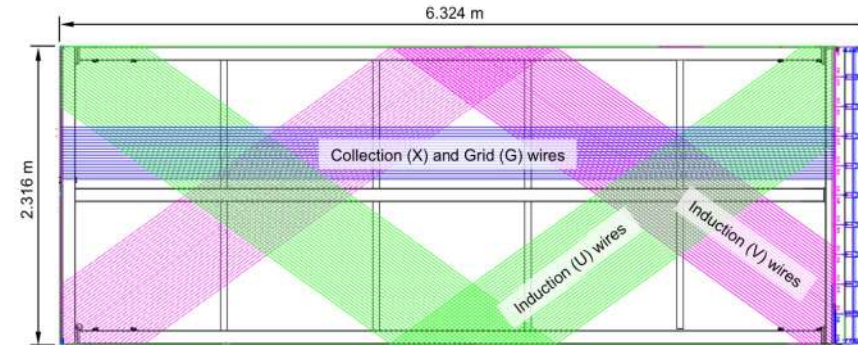 6.324 m
2.316 m
Collection (X) and Grid (G) wires
Induction (U) wires
Induction (V) wires